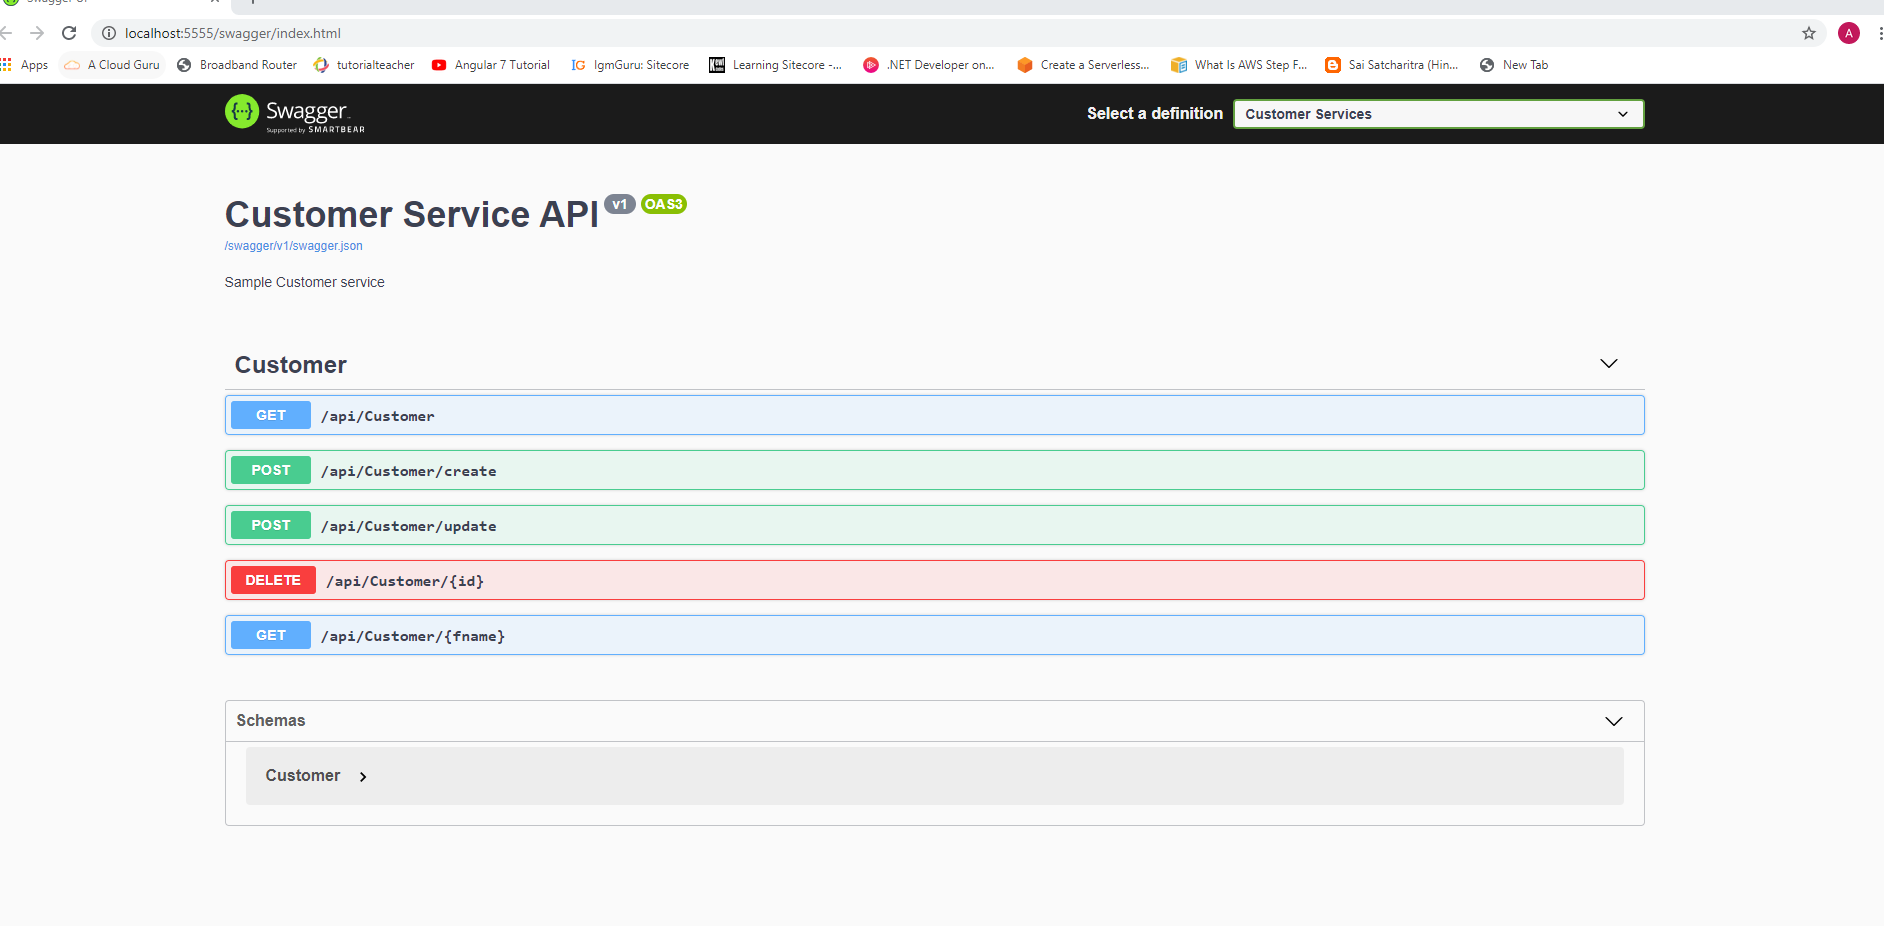 localhost:5555/swagger/index.html
A
Apps A Cloud Guru Broadband Router tutorialteacher Angular 7 Tutorial IG IgmGuru: Sitecore Learning Sitecore -... .NET Developer on... Create a Serverless... What Is AWS Step F... Sai Satcharitra (Hin... New Tab
{...} Swagger Select a definition Customer Services
Supported by SMARTBEAR
Customer Service API v1 OAS3
/swagger/v1/swagger.json
Sample Customer service
Customer
GET /api/Customer
POST /api/Customer/create
POST /api/Customer/update
DELETE /api/Customer/{id}
GET /api/Customer/{fname}
Schemas
Customer